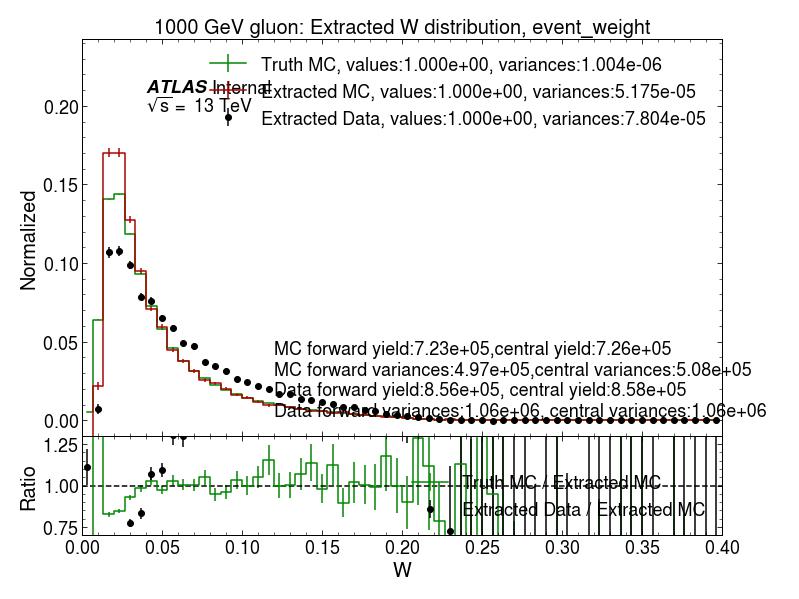 1000 GeV gluon: Extracted W distribution, event_weight
Truth MC, values:1.000e+00, variances:1.004e-06
ATLAS Internal
Extracted MC, values:1.000e+00, variances:5.175e-05
√s = 13 TeV
Extracted Data, values:1.000e+00, variances:7.804e-05
Normalized
0.20
0.15
0.10
0.05
0.00
MC forward yield:7.23e+05,central yield:7.26e+05
MC forward variances:4.97e+05,central variances:5.08e+05
Data forward yield:8.56e+05, central yield:8.58e+05
Data forward variances:1.06e+06, central variances:1.06e+06
Ratio
1.25
1.00
0.75
Truth MC / Extracted MC
Extracted Data / Extracted MC
0.00 0.05 0.10 0.15 0.20 0.25 0.30 0.35 0.40
W